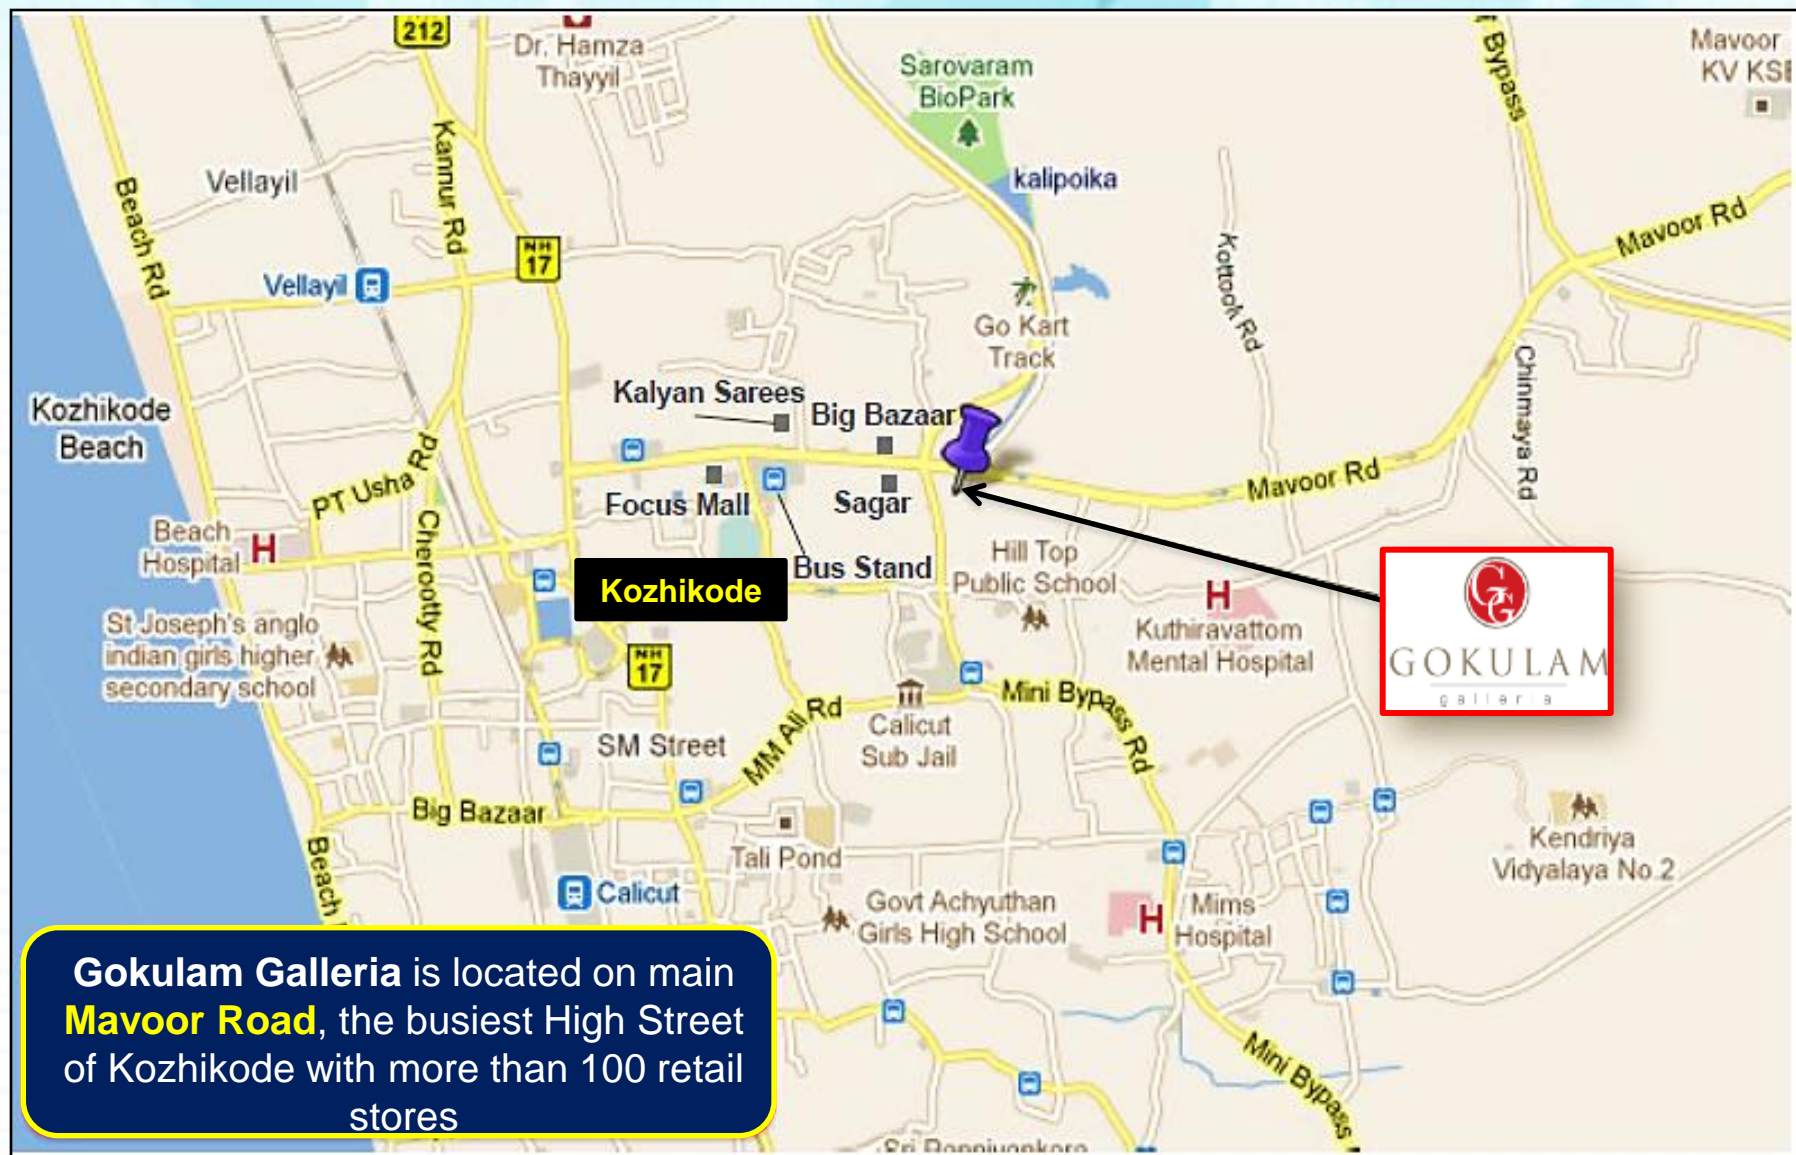 212
Dr. Hamza
Thayyil
Sarovaram
BioPark
Bypass
Mavoor
KV KSE
Kannur Rd
Vellayil
kalipoika
Beach Rd
Mavoor Rd
NH
17
Vellayil
Kottooli Rd
Go Kart
Track
Chinmaya Rd
Kozhikode
Beach
Kalyan Sarees
Big Bazaar
PT Usha Rd
Focus Mall
Sagar
Mavoor Rd
Beach
Hospital
H
Cherootty Rd
Bus Stand
Hill Top
Public School
Kozhikode
H
Kuthiravattom
Mental Hospital
GG
GOKULAM
galleria
St Joseph's anglo
indian girls higher
secondary school
NH
17
Mini Bypass Rd
MM Ali Rd
Calicut
Sub Jail
SM Street
Big Bazaar
Tali Pond
Kendriya
Vidyalaya No.2
Beach
Calicut
Govt Achyuthan
Girls High School
H
Mims
Hospital
Gokulam Galleria is located on main
Mavoor Road, the busiest High Street
of Kozhikode with more than 100 retail
stores
Mini Bypass